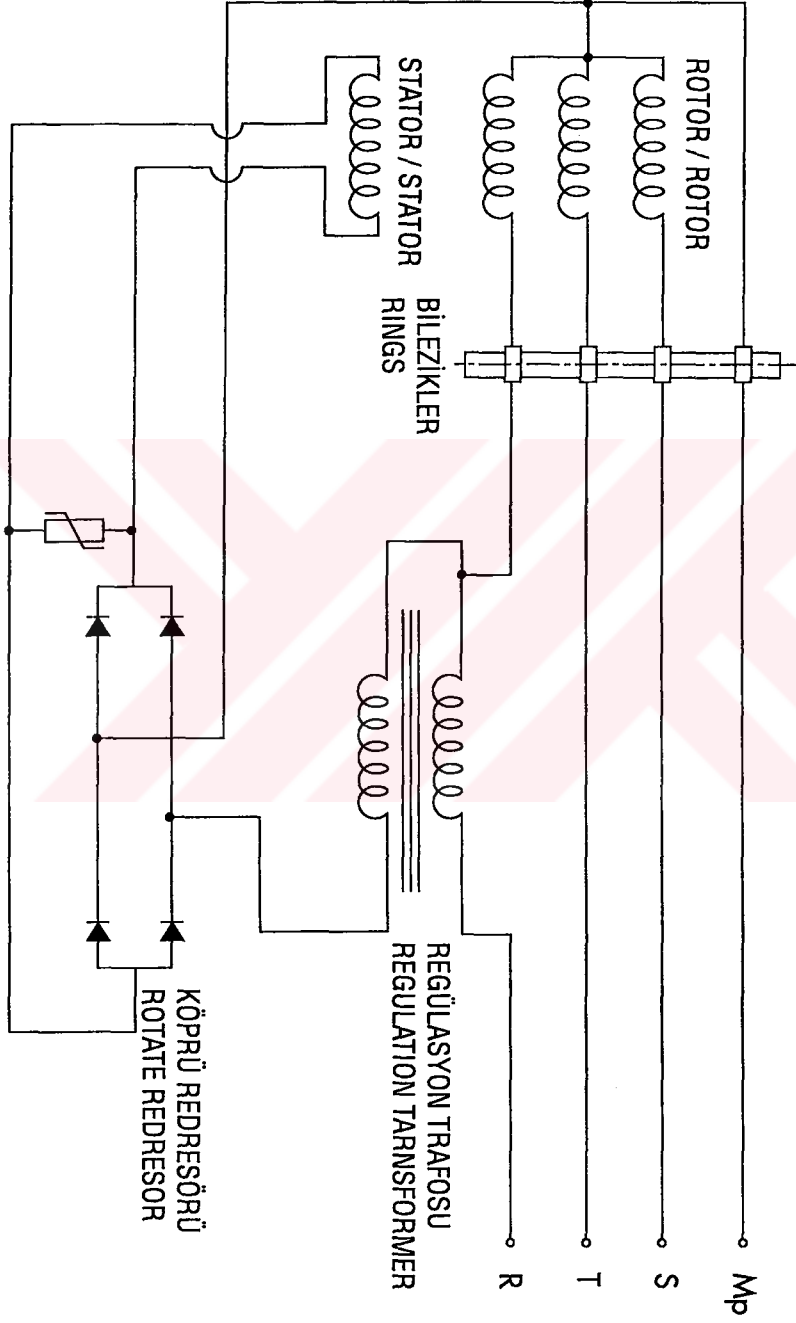 ROTOR / ROTOR
STATOR / STATOR
BİLEZİKLER
RINGS
REGÜLASYON TRAFOSU
REGULATION TARNSFORMER
KÖPRÜ REDRESÖRÜ
ROTATE REDRESOR
Mp
S
T
R